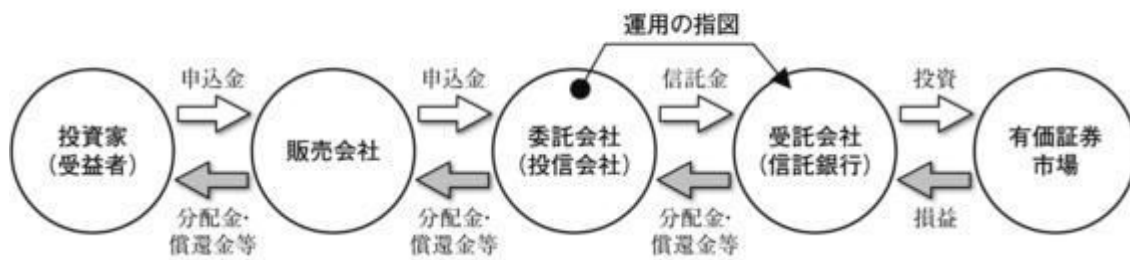 運用の指図
申込金
申込金
信託金
投資
投資家
(受益者)
販売会社
委託会社
(投信会社)
受託会社
(信託銀行)
有価証券
市場
分配金・
償還金等
分配金・
償還金等
分配金・
償還金等
損益